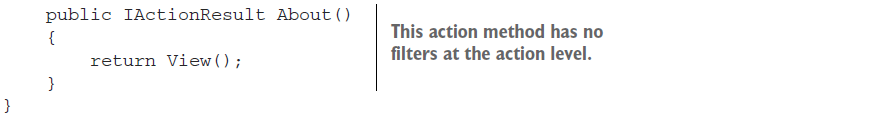 public IActionResult About()
{
return View();
}
}
This action method has no
filters at the action level.